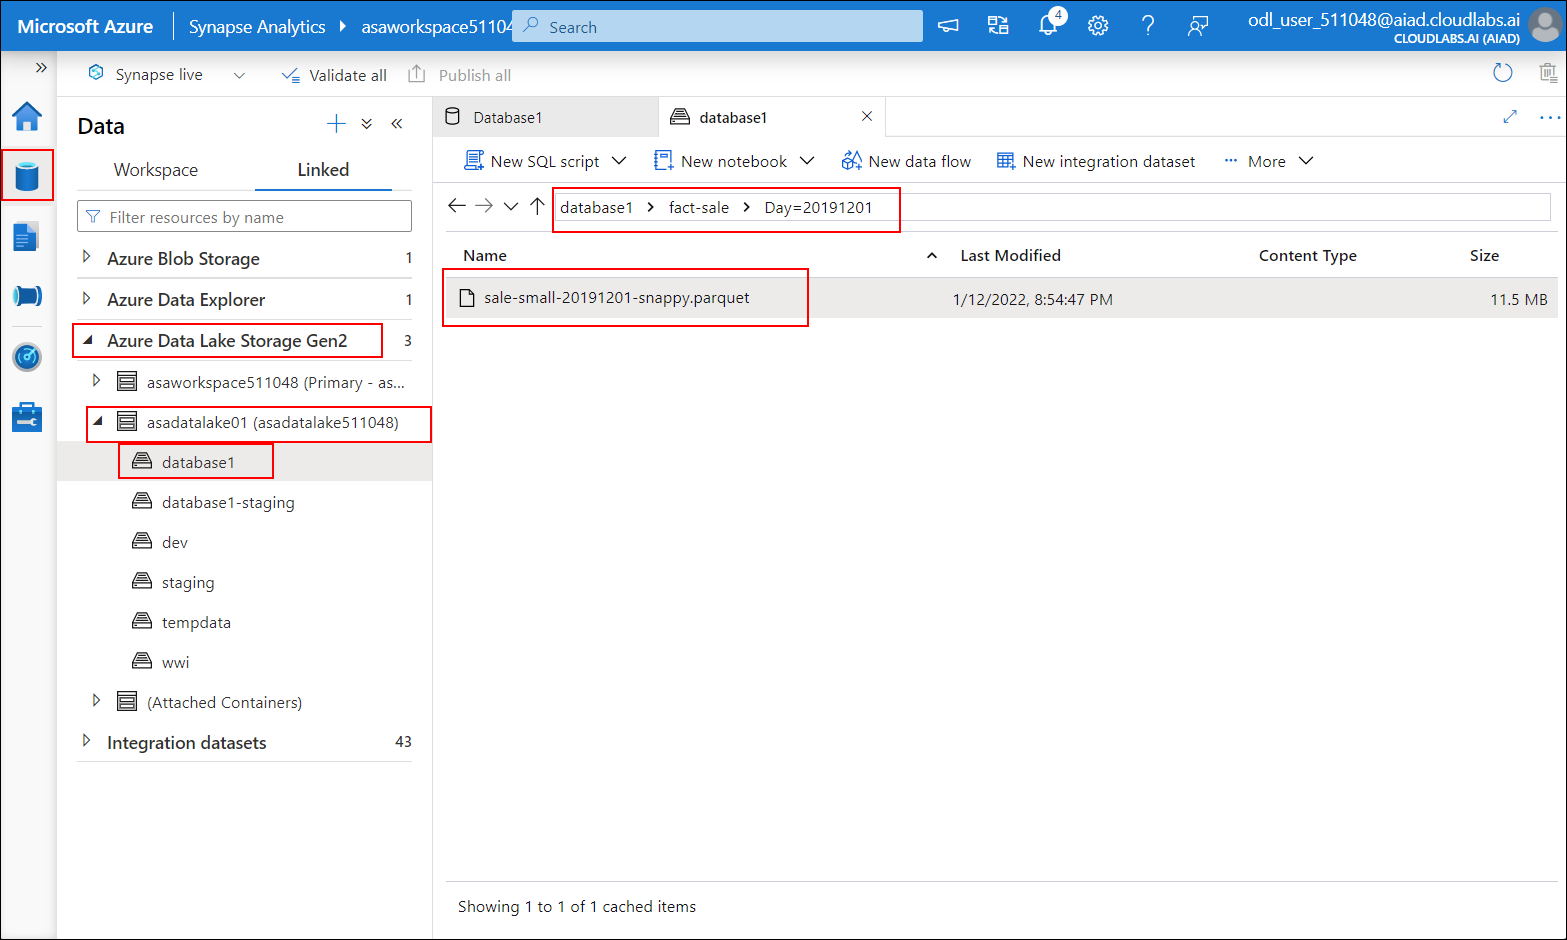 Microsoft Azure
Synapse Analytics
asaworkspace51104
Search
4
odl_user_511048@aiad.cloudlabs.ai
CLOUDLABS.AI (AIAD)
Synapse live
Validate all
Publish all
Data
Workspace
Linked
Filter resources by name
Azure Blob Storage 1
Azure Data Explorer 1
Azure Data Lake Storage Gen2 3
asaworkspace511048 (Primary - as...
asadatalake01 (asadatalake511048)
database1
database1-staging
dev
staging
tempdata
wwi
(Attached Containers)
Integration datasets 43
Database1
database1
New SQL script
New notebook
New data flow
New integration dataset
··· More
database1 > fact-sale > Day=20191201
Name Last Modified Content Type Size
sale-small-20191201-snappy.parquet 1/12/2022, 8:54:47 PM 11.5 MB
Showing 1 to 1 of 1 cached items